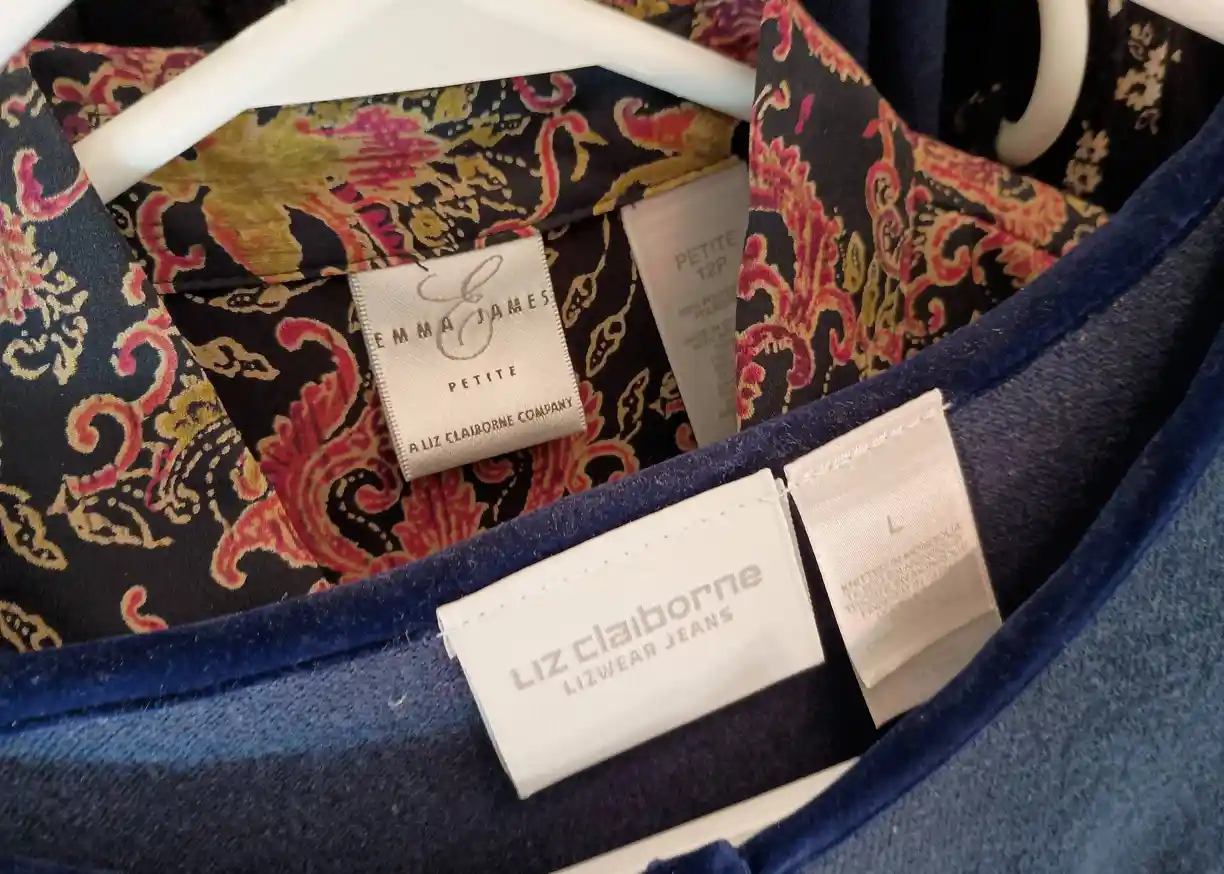 E
EMMA JAMES
PETITE
A LIZ CLAIBORNE COMPANY
PETITE
12P
LIZ claiborne
LIZWEAR JEANS
L